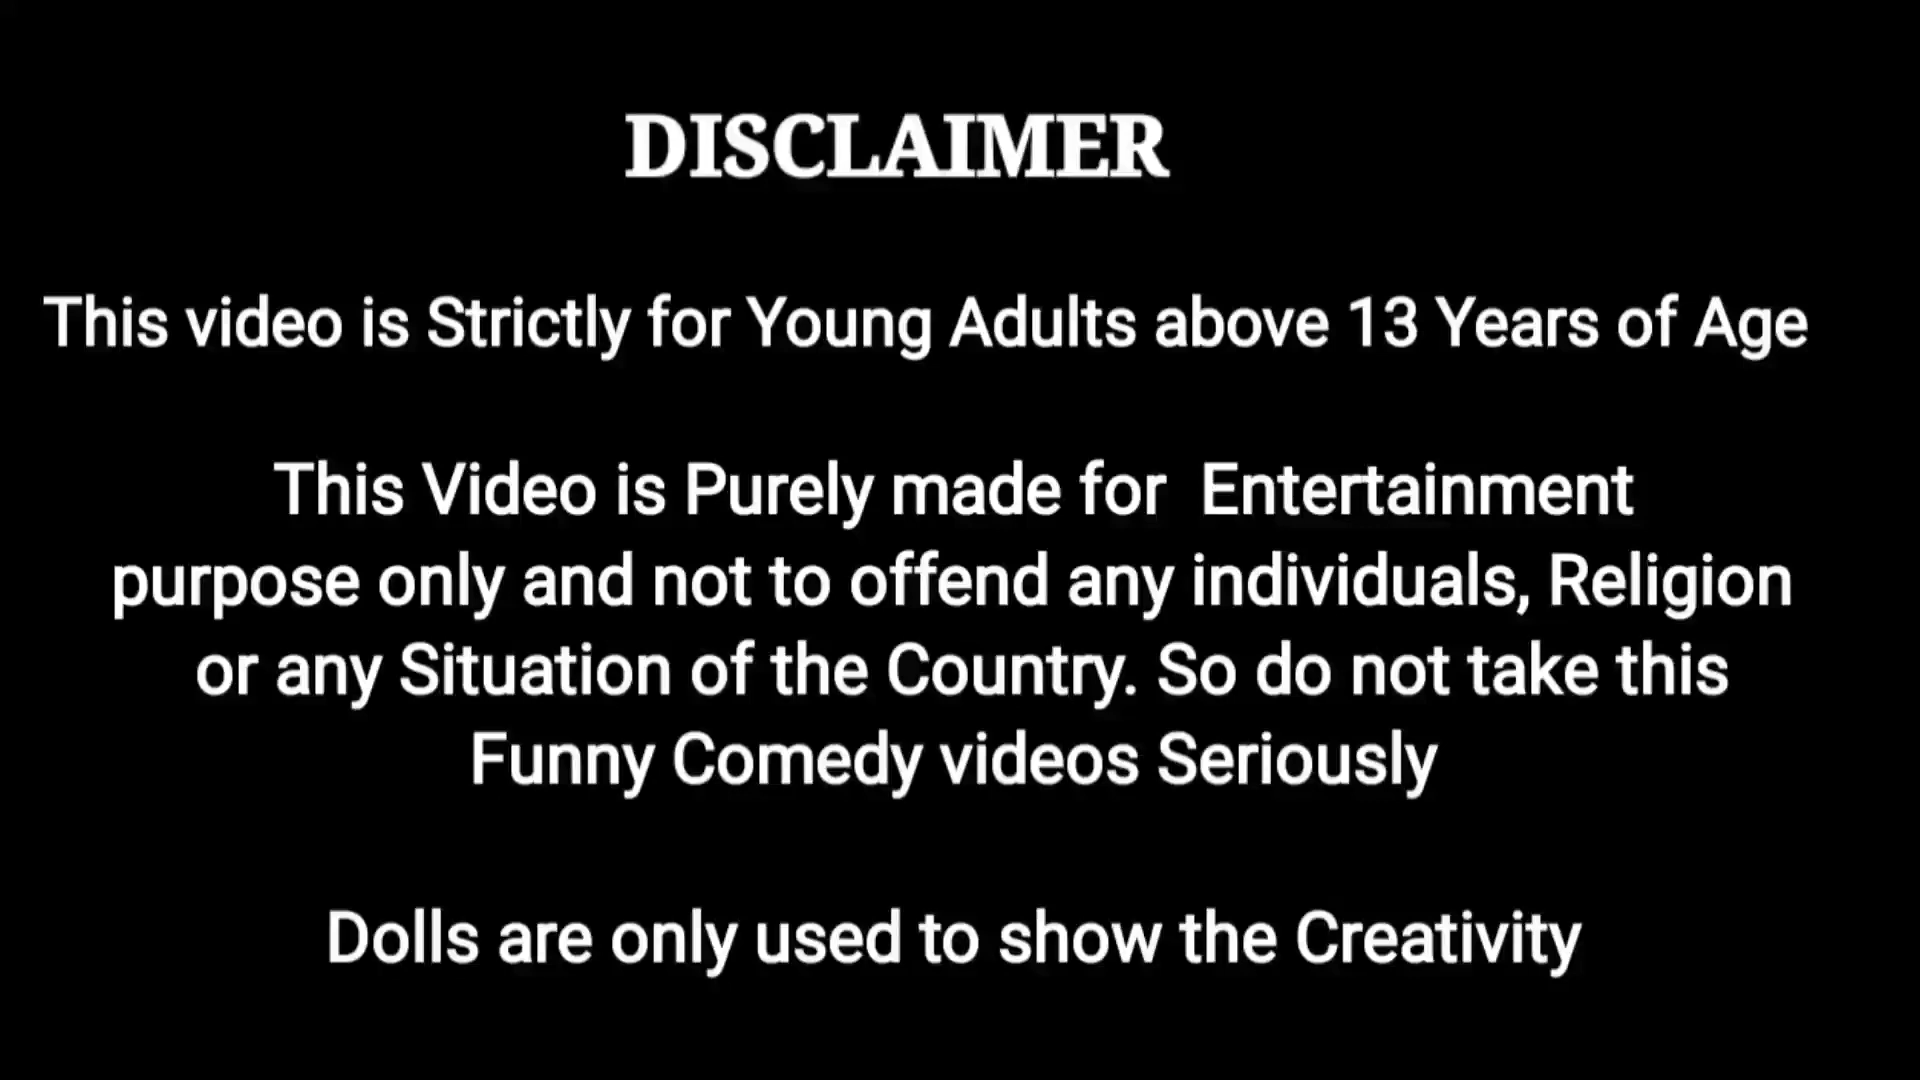 DISCLAIMER
This video is Strictly for Young Adults above 13 Years of Age
This Video is Purely made for  Entertainment
purpose only and not to offend any individuals, Religion
or any Situation of the Country. So do not take this
Funny Comedy videos Seriously
Dolls are only used to show the Creativity